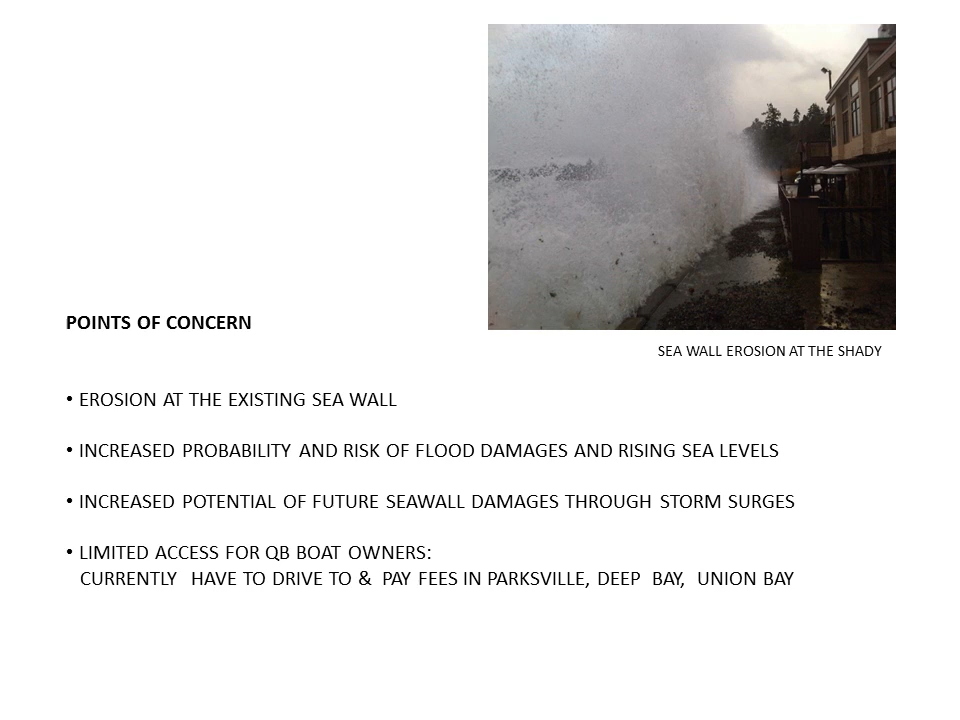 SEA WALL EROSION AT THE SHADY
POINTS OF CONCERN
• EROSION AT THE EXISTING SEA WALL
• INCREASED PROBABILITY AND RISK OF FLOOD DAMAGES AND RISING SEA LEVELS
• INCREASED POTENTIAL OF FUTURE SEAWALL DAMAGES THROUGH STORM SURGES
• LIMITED ACCESS FOR QB BOAT OWNERS:
CURRENTLY HAVE TO DRIVE TO & PAY FEES IN PARKSVILLE, DEEP BAY, UNION BAY